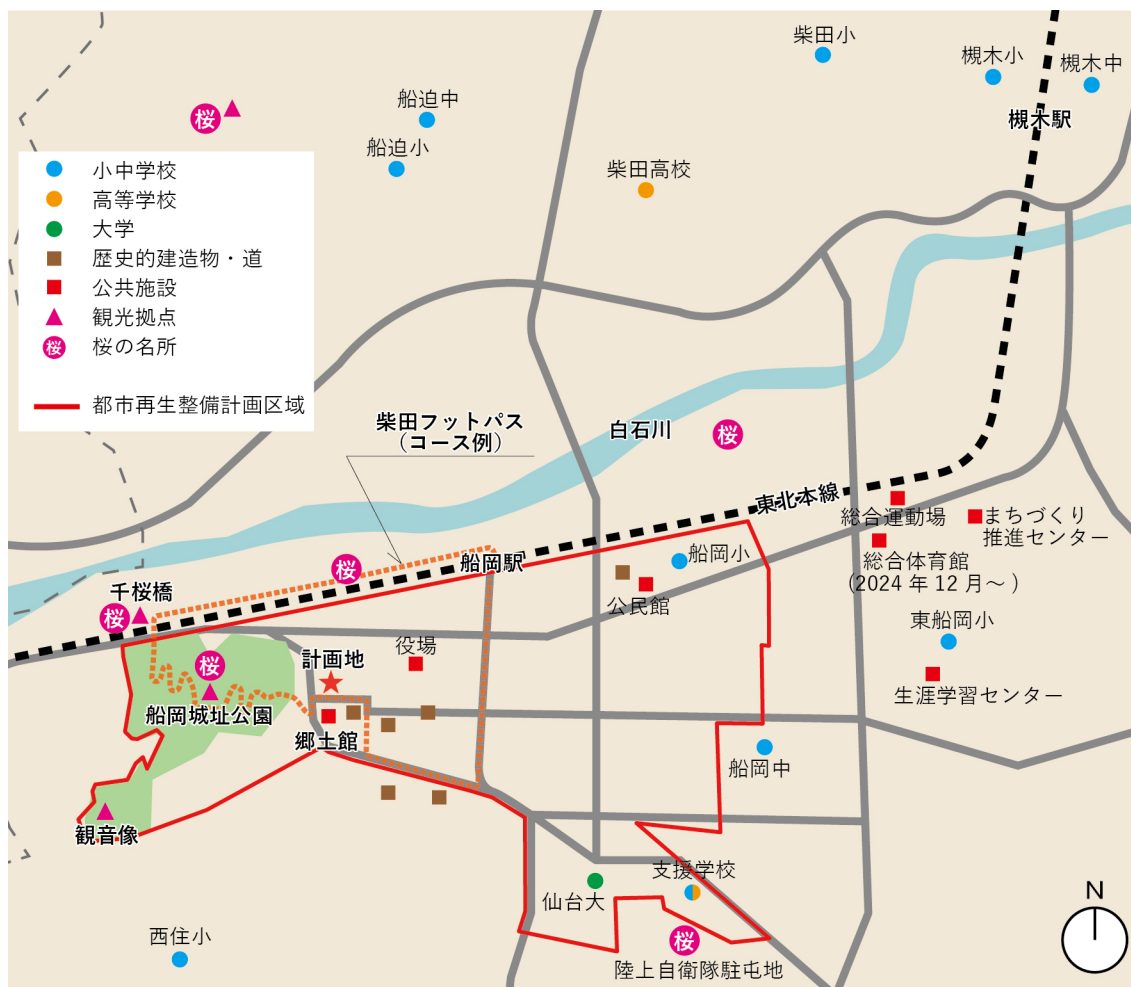 柴田小
槻木小
槻木中
船迫中
桜
槻木駅
船迫小
柴田高校
小中学校
高等学校
大学
歴史的建造物・道
公共施設
観光拠点
桜
桜の名所
都市再生整備計画区域
柴田フットパス
(コース例)
白石川
桜
東北本線
総合運動場
まちづくり
推進センター
総合体育館
(2024 年 12 月～ )
船岡駅
船岡小
桜
千桜橋
桜
公民館
東船岡小
役場
計画地
桜
生涯学習センター
船岡城址公園
郷土館
船岡中
観音像
支援学校
仙台大
N
西住小
桜
陸上自衛隊駐屯地